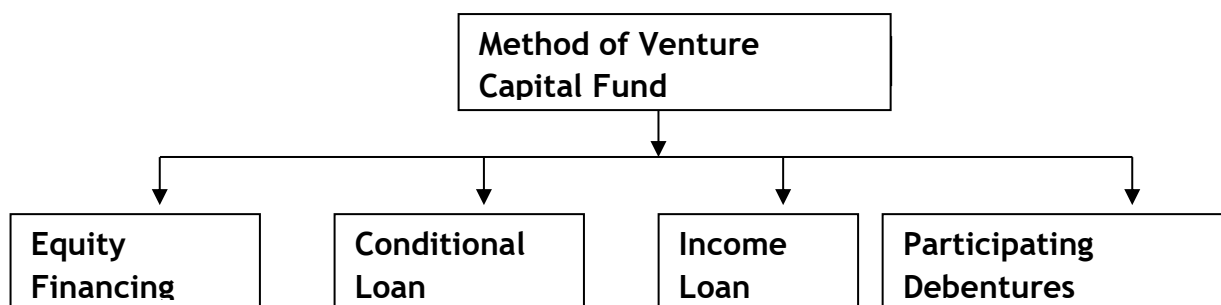 Method of Venture
Capital Fund
Equity
Financing
Conditional
Loan
Income
Loan
Participating
Debentures